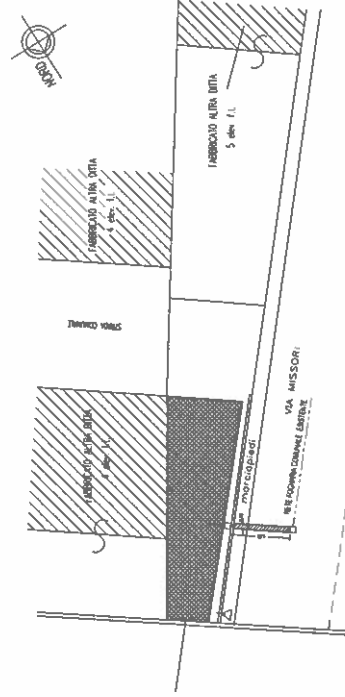 NORD
FABBRICATO ALTRA DITTA
5 elev. f.t.
FABBRICATO ALTRA DITTA
4 elev. f.t.
FABBRICATO ALTRA DITTA
f.t.
VIA MISSORI
marciapiedi
RETE FOGNARIA COMUNALE ESISTENTE